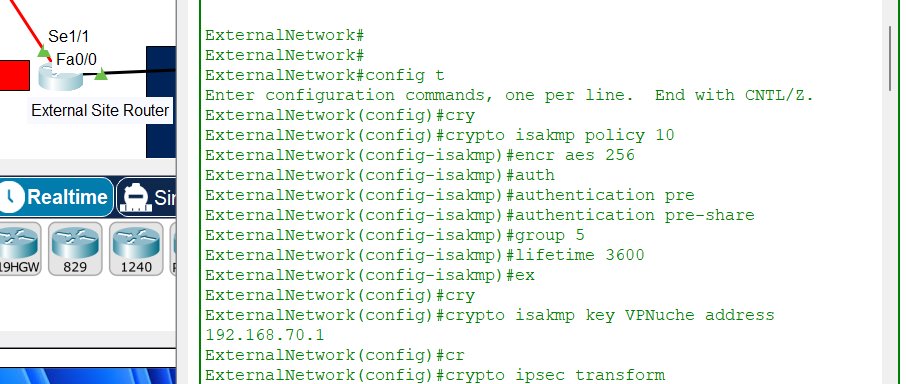 Se1/1
Fa0/0
External Site Router
Realtime
829
1240
ExternalNetwork#
ExternalNetwork#
ExternalNetwork#config t
Enter configuration commands, one per line.  End with CNTL/Z.
ExternalNetwork(config)#cry
ExternalNetwork(config)#crypto isakmp policy 10
ExternalNetwork(config-isakmp)#encr aes 256
ExternalNetwork(config-isakmp)#auth
ExternalNetwork(config-isakmp)#authentication pre
ExternalNetwork(config-isakmp)#authentication pre-share
ExternalNetwork(config-isakmp)#group 5
ExternalNetwork(config-isakmp)#lifetime 3600
ExternalNetwork(config-isakmp)#ex
ExternalNetwork(config)#cry
ExternalNetwork(config)#crypto isakmp key VPNuche address
192.168.70.1
ExternalNetwork(config)#cr
ExternalNetwork(config)#crypto ipsec transform